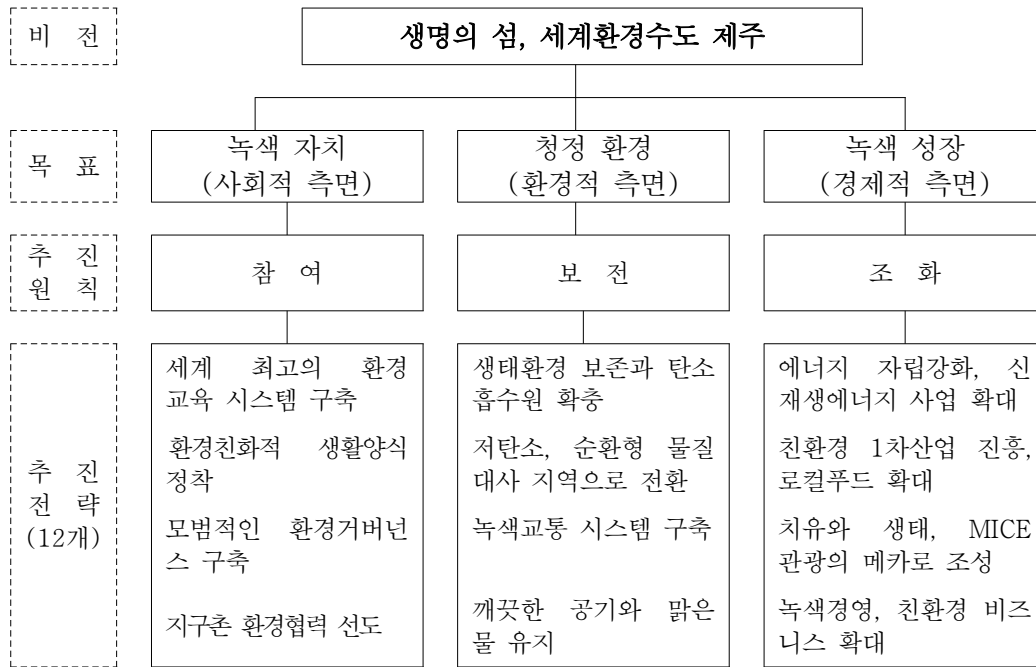 비 전
생명의 섬, 세계환경수도 제주
목 표
녹색 자치
(사회적 측면)
청정 환경
(환경적 측면)
녹색 성장
(경제적 측면)
추 진
원 칙
참 여
보 전
조 화
추 진
전 략
(12개)
세계 최고의 환경
교육 시스템 구축
환경친화적 생활양식
정착
모범적인 환경거버넌
스 구축
지구촌 환경협력 선도
생태환경 보존과 탄소
흡수원 확충
저탄소, 순환형 물질
대사 지역으로 전환
녹색교통 시스템 구축
깨끗한 공기와 맑은
물 유지
에너지 자립강화, 신
재생에너지 사업 확대
친환경 1차산업 진흥,
로컬푸드 확대
치유와 생태, MICE
관광의 메카로 조성
녹색경영, 친환경 비즈
니스 확대